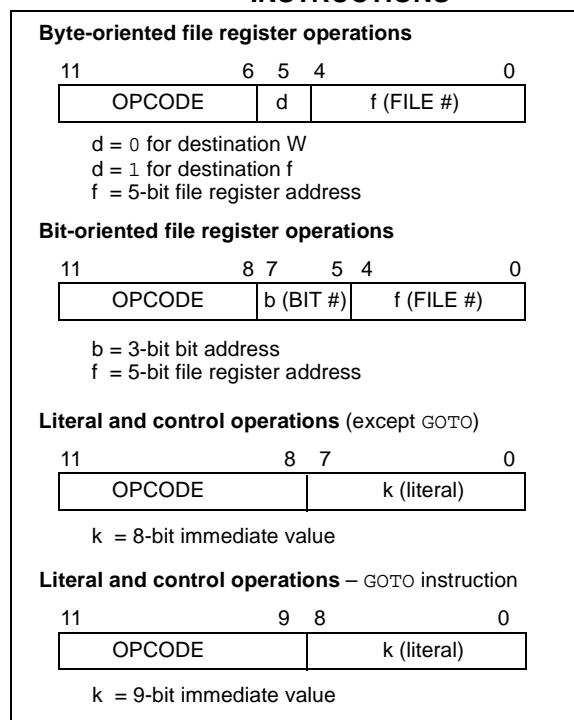 INSTRUCTIONS
Byte-oriented file register operations
11 6 5 4 0
OPCODE d f (FILE #)
d = 0 for destination W
d = 1 for destination f
f = 5-bit file register address
Bit-oriented file register operations
11 8 7 5 4 0
OPCODE b (BIT #) f (FILE #)
b = 3-bit bit address
f = 5-bit file register address
Literal and control operations (except GOTO)
11 8 7 0
OPCODE k (literal)
k = 8-bit immediate value
Literal and control operations – GOTO instruction
11 9 8 0
OPCODE k (literal)
k = 9-bit immediate value